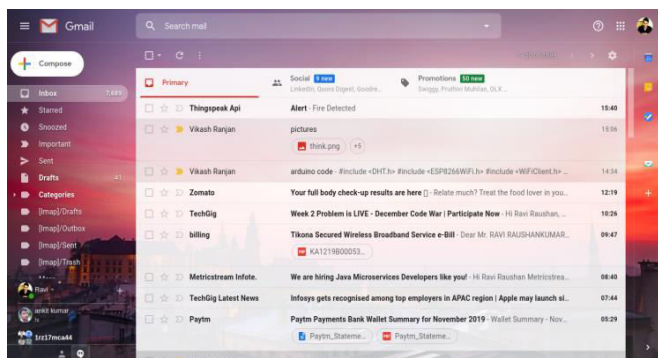 Gmail
Search mail
Compose
Inbox 7,689
Starred
Snoozed
Important
Sent
Drafts 41
Categories
[Imap]/Drafts
[Imap]/Outbox
[Imap]/Sent
[Imap]/Trash
Ravi
ankit kumar
1rz17mca44
Primary
Social 9 new
LinkedIn, Quora Digest, Goodre...
Promotions 50 new
Swiggy, Pruthivi Mohilan, OLX ...
Thingspeak Api Alert - Fire Detected 15:40
Vikash Ranjan pictures 15:06
think.png +5
Vikash Ranjan arduino code - #include <DHT.h> #include <ESP8266WiFi.h> #include <WiFiClient.h> ... 14:34
Zomato Your full body check-up results are here - Relate much? Treat the food lover in you... 12:19
TechGig Week 2 Problem is LIVE - December Code War | Participate Now - Hi Ravi Raushan, ... 10:26
billing Tikona Secured Wireless Broadband Service e-Bill - Dear Mr. RAVI RAUSHANKUMAR... 09:47
PDF KA1219B00053...
Metricstream Infote. We are hiring Java Microservices Developers like you! - Hi Ravi Raushan Metricstrea... 08:40
TechGig Latest News Infosys gets recognised among top employers in APAC region | Apple may launch si... 07:44
Paytm Paytm Payments Bank Wallet Summary for November 2019 - Wallet Summary - Nov... 05:29
Paytm_Stateme... PDF Paytm_Stateme...